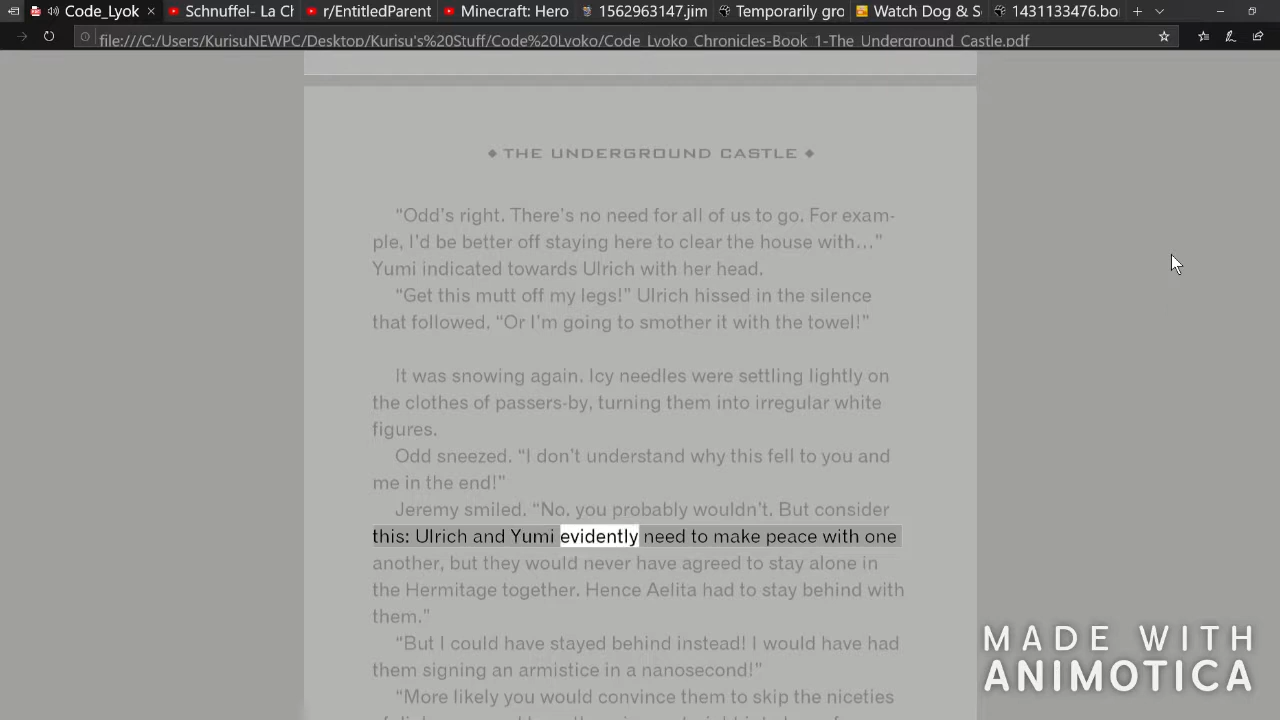 Code_Lyok
Schnuffel- La Ch
r/EntitledParent
Minecraft: Hero
1562963147.jim
Temporarily gro
Watch Dog & S
1431133476.bo
file:///C:/Users/KurisuNEWPC/Desktop/Kurisu's%20Stuff/Code%20Lyoko/Code_Lyoko_Chronicles-Book_1-The_Underground_Castle.pdf
◆ THE UNDERGROUND CASTLE ◆
“Odd’s right. There’s no need for all of us to go. For exam-
ple, I’d be better off staying here to clear the house with…”
Yumi indicated towards Ulrich with her head.
“Get this mutt off my legs!” Ulrich hissed in the silence
that followed. “Or I’m going to smother it with the towel!”
It was snowing again. Icy needles were settling lightly on
the clothes of passers-by, turning them into irregular white
figures.
Odd sneezed. “I don’t understand why this fell to you and
me in the end!”
Jeremy smiled. “No. you probably wouldn’t. But consider
this: Ulrich and Yumi evidently need to make peace with one
another, but they would never have agreed to stay alone in
the Hermitage together. Hence Aelita had to stay behind with
them."
“But I could have stayed behind instead! I would have had
them signing an armistice in a nanosecond!”
“More likely you would convince them to skip the niceties
MADE WITH
ANIMOTICA